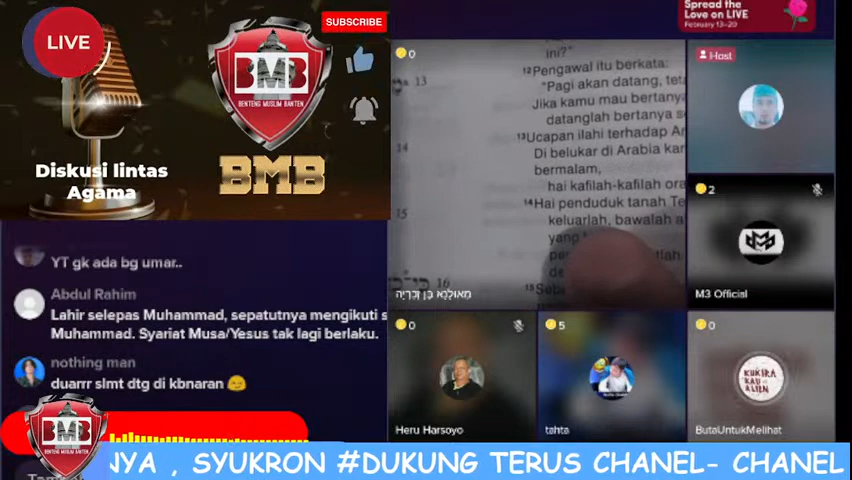 LIVE
SUBSCRIBE
BMB
BENTENG MUSLIM BANTEN
BMB
Diskusi lintas
Agama
Spread the
Love on LIVE
February 13-20
0
Host
ini?"
12Pengawal itu berkata:
"Pagi akan datang, teta
Jika kamu mau bertanya
datanglah bertanya
13Ucapan ilahi terhadap Ar
Di belukar di Arabia kar
bermalam,
hai kafilah-kafilah
14Hai penduduk tanah Te
keluarlah, bawalah a
yang
13
14
15
16
2
M3 Official
YT gk ada bg umar..
Abdul Rahim
Lahir selepas Muhammad, sepatutnya mengikuti s
Muhammad. Syariat Musa/Yesus tak lagi berlaku.
nothing man
duarrr slmt dtg di kbnaran
0
Heru Harsoyo
5
tahta
0
KUKIRA
KAU
ALIEN
ButaUntukMelihat
BMB
NYA , SYUKRON #DUKUNG TERUS CHANEL- CHANEL